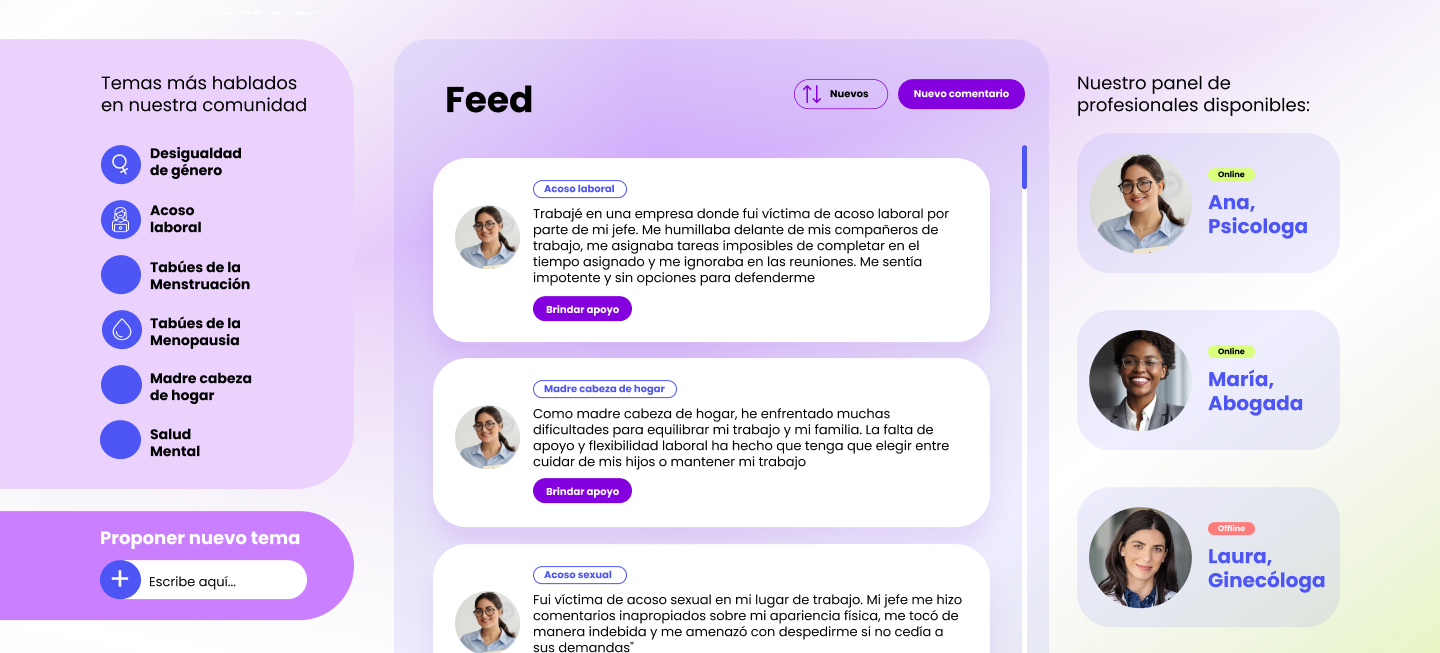 Temas más hablados
en nuestra comunidad
Desigualdad
de género
Acoso
laboral
Tabúes de la
Menstruación
Tabúes de la
Menopausia
Madre cabeza
de hogar
Salud
Mental
Proponer nuevo tema
Escribe aquí...
Feed
Nuevos
Nuevo comentario
Acoso laboral
Trabajé en una empresa donde fui víctima de acoso laboral por
parte de mi jefe. Me humillaba delante de mis compañeros de
trabajo, me asignaba tareas imposibles de completar en el
tiempo asignado y me ignoraba en las reuniones. Me sentía
impotente y sin opciones para defenderme
Brindar apoyo
Madre cabeza de hogar
Como madre cabeza de hogar, he enfrentado muchas
dificultades para equilibrar mi trabajo y mi familia. La falta de
apoyo y flexibilidad laboral ha hecho que tenga que elegir entre
cuidar de mis hijos o mantener mi trabajo
Brindar apoyo
Acoso sexual
Fui víctima de acoso sexual en mi lugar de trabajo. Mi jefe me hizo
comentarios inapropiados sobre mi apariencia física, me tocó de
manera indebida y me amenazó con despedirme si no cedía a
sus demandas"
Nuestro panel de
profesionales disponibles:
Online
Ana,
Psicologa
Online
María,
Abogada
Offline
Laura,
Ginecóloga